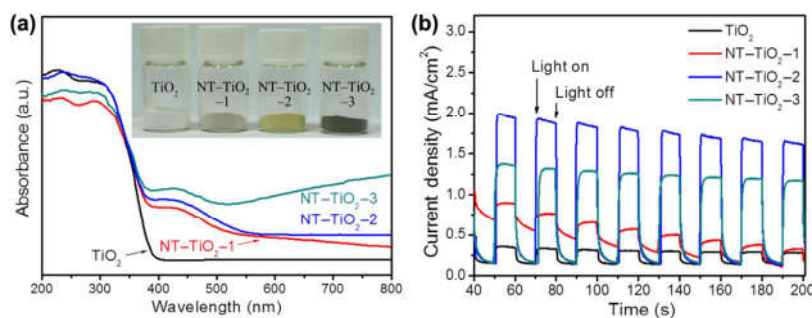 (a)
TiO2
NT–TiO2
–1
NT–TiO2
–2
NT–TiO2
–3
NT–TiO2–3
NT–TiO2–2
NT–TiO2–1
TiO2
Absorbance (a.u.)
200 300 400 500 600 700 800
Wavelength (nm)
(b)
TiO2
NT–TiO2–1
NT–TiO2–2
NT–TiO2–3
Light on
Light off
Current density (mA/cm2)
3.0
2.5
2.0
1.5
1.0
0.5
0.0
40 60 80 100 120 140 160 180 200
Time (s)